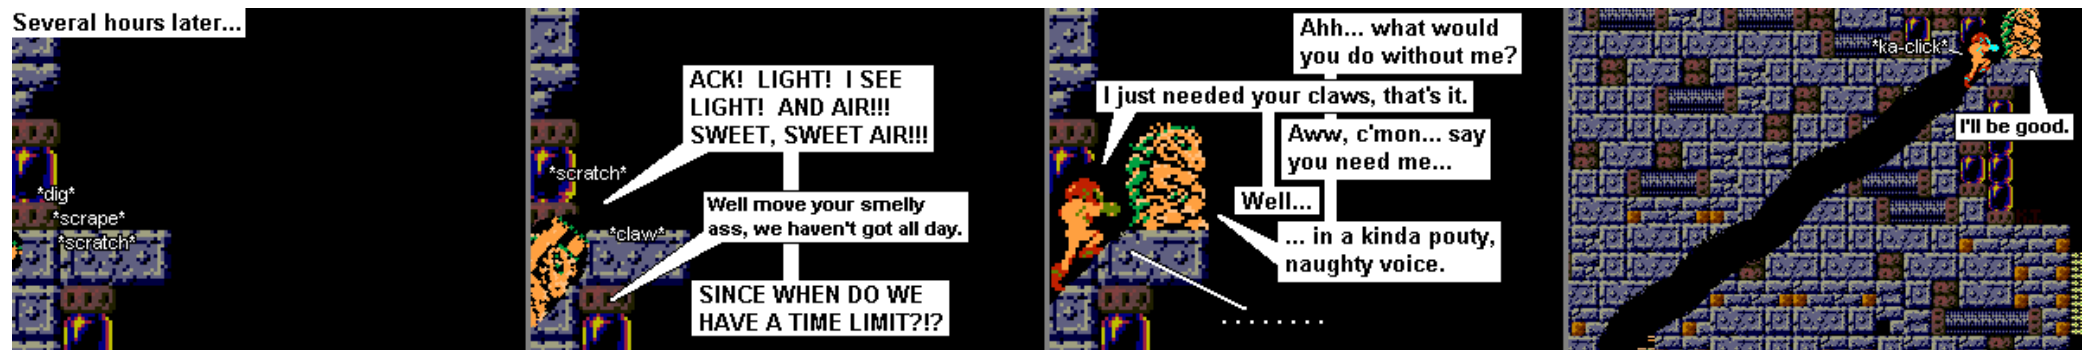 Several hours later...
*dig*
*scrape*
*scratch*
ACK!  LIGHT!  I SEE
LIGHT!  AND AIR!!!
SWEET, SWEET AIR!!!
*scratch*
Well move your smelly
ass, we haven't got all day.
*claw*
SINCE WHEN DO WE
HAVE A TIME LIMIT?!?
Ahh... what would
you do without me?
I just needed your claws, that's it.
Aww, c'mon... say
you need me...
Well...
... in a kinda pouty,
naughty voice.
........
*ka-click*
I'll be good.